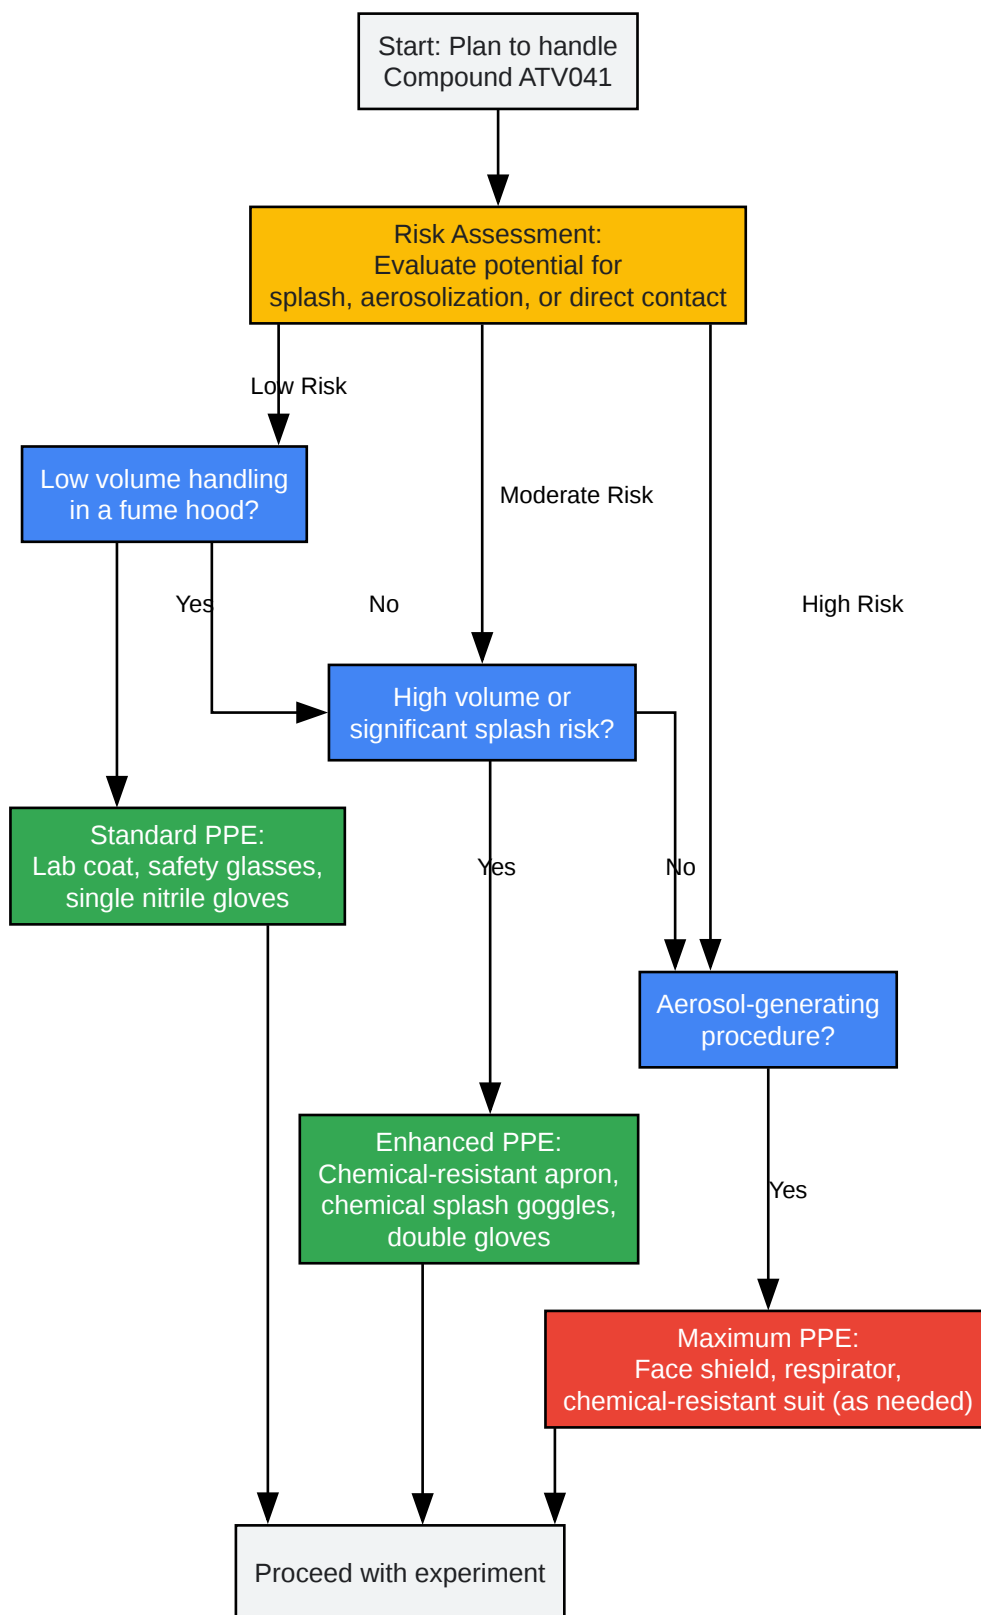 Start: Plan to handle
Compound ATV041
Risk Assessment:
Evaluate potential for
splash, aerosolization, or direct contact
Low Risk
Low volume handling
in a fume hood?
Moderate Risk
Yes
No
High Risk
High volume or
significant splash risk?
Standard PPE:
Lab coat, safety glasses,
single nitrile gloves
Yes
No
Aerosol-generating
procedure?
Enhanced PPE:
Chemical-resistant apron,
chemical splash goggles,
double gloves
Yes
Maximum PPE:
Face shield, respirator,
chemical-resistant suit (as needed)
Proceed with experiment